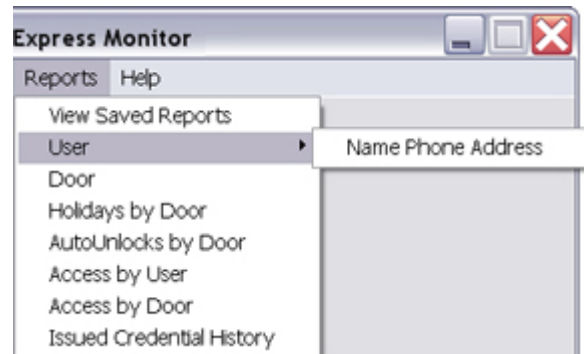 Express Monitor
Reports Help
View Saved Reports
User
Name Phone Address
Door
Holidays by Door
AutoUnlocks by Door
Access by User
Access by Door
Issued Credential History